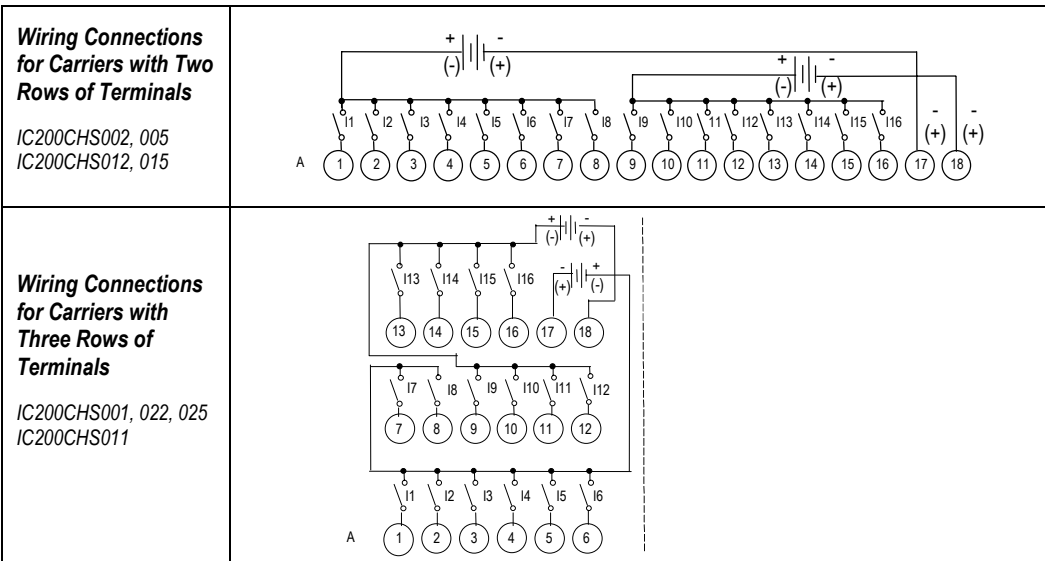 Wiring Connections
for Carriers with Two
Rows of Terminals
IC200CHS002, 005
IC200CHS012, 015
+ -
(-) (+)
+ -
(-) (+)
I1 I2 I3 I4 I5 I6 I7 I8 I9 I10 11 I12 I13 I14 I15 I16
- -
(+) (+)
A 1 2 3 4 5 6 7 8 9 10 11 12 13 14 15 16 17 18
Wiring Connections
for Carriers with
Three Rows of
Terminals
IC200CHS001, 022, 025
IC200CHS011
+ -
(-) (+)
- +
(+) (-)
I13 I14 I15 I16
13 14 15 16 17 18
I7 I8 I9 I10 I11 I12
7 8 9 10 11 12
I1 I2 I3 I4 I5 I6
A 1 2 3 4 5 6